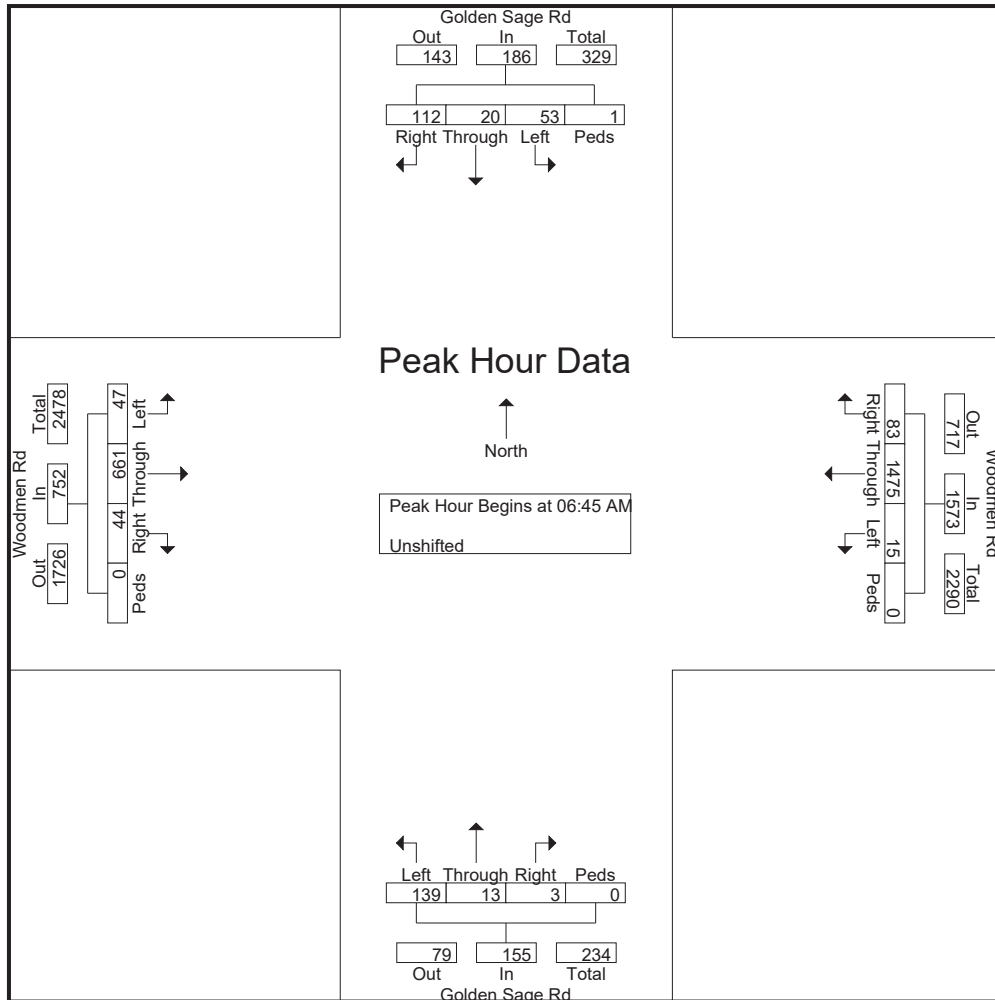 Golden Sage Rd
Out In Total
143 186 329
112 20 53 1
Right Through Left Peds
Peak Hour Data
North
Peak Hour Begins at 06:45 AM
Unshifted
Woodmen Rd
Out In Total
1726 752 2478
47 661 44 0
Left Through Right Peds
Woodmen Rd
Out In Total
717 1573 2290
83 1475 15 0
Right Through Left Peds
Left Through Right Peds
139 13 3 0
79 155 234
Out In Total
Golden Sage Rd